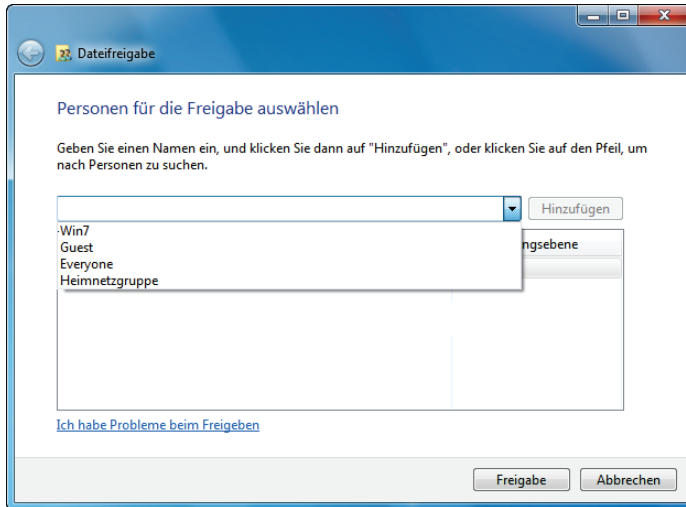 Dateifreigabe
Personen für die Freigabe auswählen
Geben Sie einen Namen ein, und klicken Sie dann auf "Hinzufügen", oder klicken Sie auf den Pfeil, um
nach Personen zu suchen.
Hinzufügen
-Win7
Guest
Everyone
Heimnetzgruppe
ngsebene
Ich habe Probleme beim Freigeben
Freigabe
Abbrechen